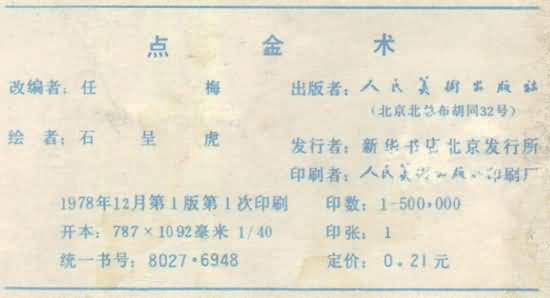 点金术
改编者：任梅
出版者：人民美術出版社
（北京北总布胡同32号）
绘者：石呈虎
发行者：新华书店北京发行所
印刷者：人民美術出版社印刷厂
1978年12月第1版第1次印刷
印数：1-500,000
开本：787×1092毫米 1/40
印张：1
统一书号：8027·6948
定价：0.21元